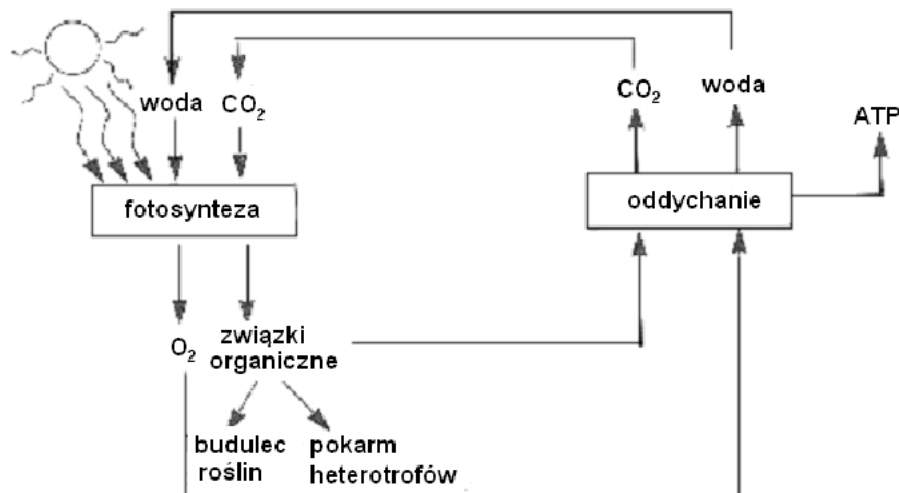 woda
CO₂
CO₂
woda
ATP
fotosynteza
oddychanie
O₂
związki
organiczne
budulec
roślin
pokarm
heterotrofów